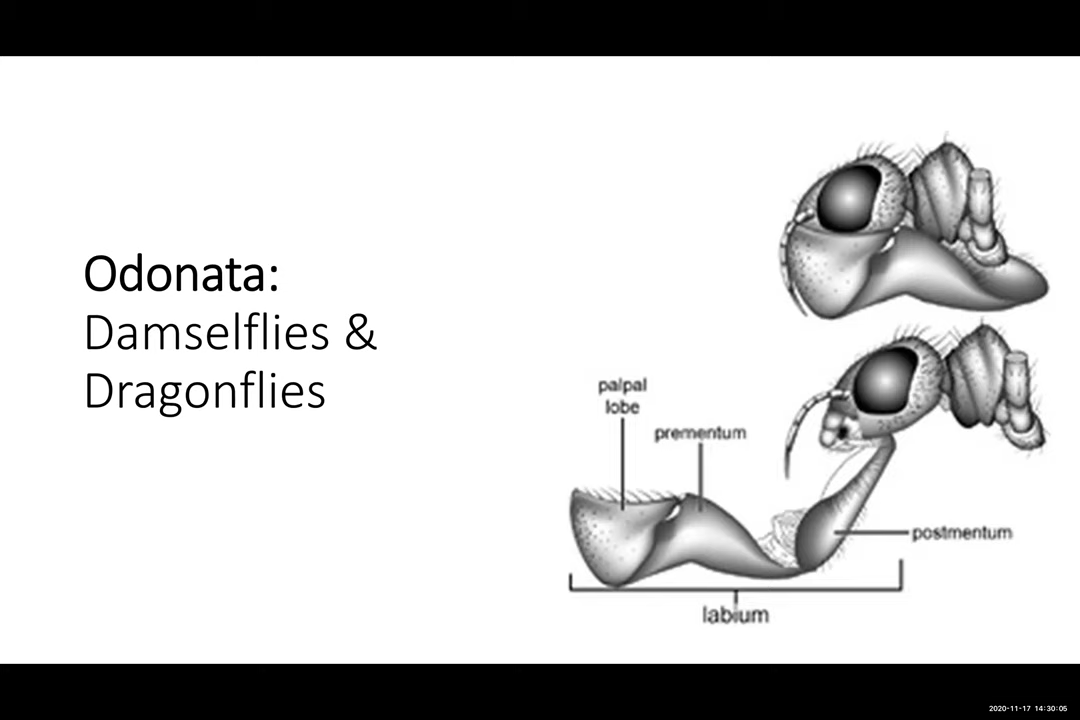 Odonata:
Damselflies &
Dragonflies
palpal
lobe
prementum
postmentum
labium
2020-11-17 14:30:05